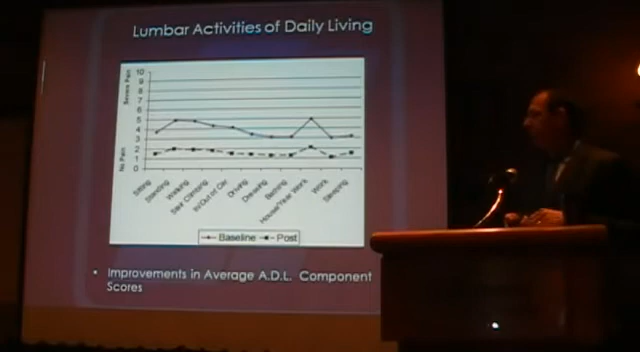 Lumbar Activities of Daily Living
Severe Pain
10
9
8
7
6
5
4
3
2
1
0
No Pain
Sitting
Standing
Walking
Stair Climbing
In/Out of Car
Driving
Dressing
House/Yard Work
Work
Sleeping
Baseline
Post
• Improvements in Average A.D.L. Component
Scores